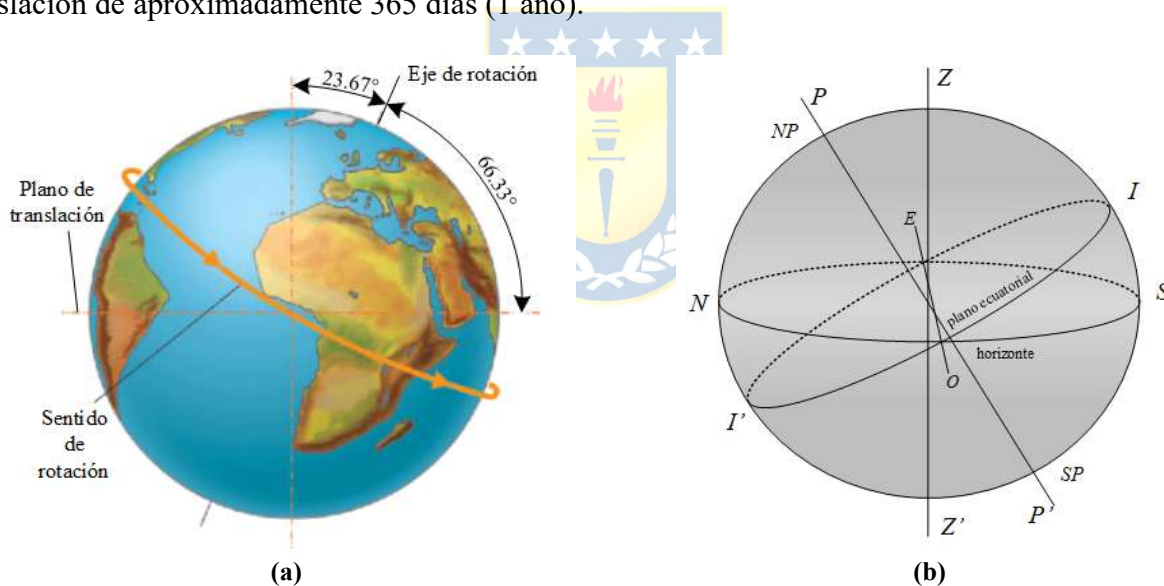 slación de aproximadamente 365 días (1 año).
23.67°
Eje de rotación
66.33°
Plano de
translación
Sentido
de
rotación
(a)
Z
P
NP
I
E
plano ecuatorial
N
S
horizonte
O
I'
SP
P'
Z'
(b)